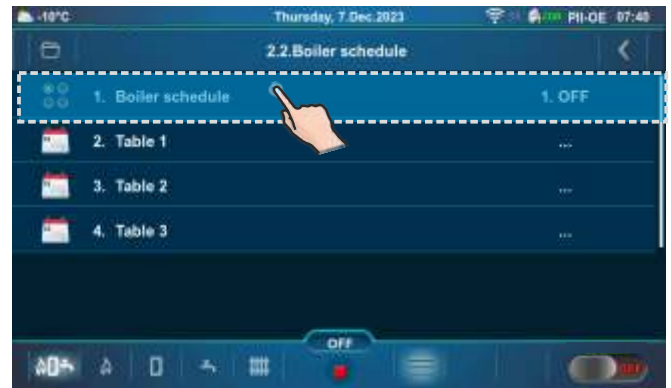 -10°C Thursday, 7.Dec.2023 PII-OE 07:40
2.2.Boiler schedule
1. Boiler schedule 1. OFF
2. Table 1 ...
3. Table 2 ...
4. Table 3 ...
OFF
OFF